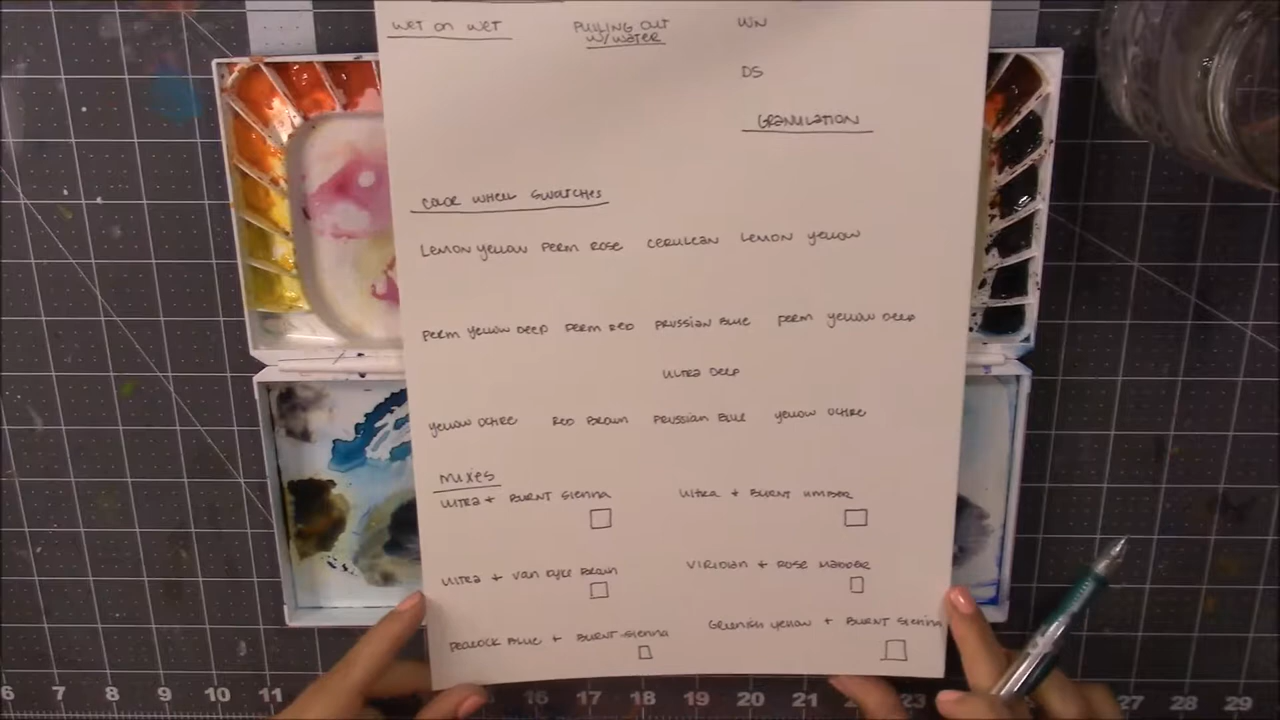 WET ON WET PULLING OUT WN
W/WATER
DS
GRANULATION
COLOR WHEEL SWATCHES
LEMON YELLOW PERM ROSE CERULEAN LEMON YELLOW
PERM YELLOW DEEP PERM RED PRUSSIAN BLUE PERM YELLOW DEEP
ULTRA DEEP
YELLOW OCHRE RED BROWN PRUSSIAN BLUE YELLOW OCHRE
MIXES
ULTRA + BURNT SIENNA ULTRA + BURNT UMBER
ULTRA + VAN DYKE BROWN VIRIDIAN + ROSE MADDER
PEACOCK BLUE + BURNT SIENNA GREENISH YELLOW + BURNT SIENNA
6 7 8 9 10 11 16 17 18 19 20 21 22 23 27 28 29